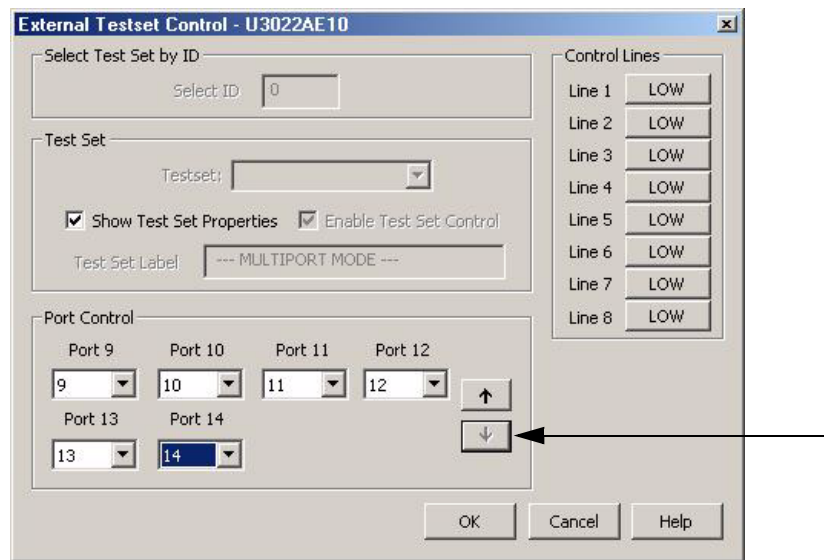 External Testset Control - U3022AE10
Select Test Set by ID
Select ID 0
Test Set
Testset:
Show Test Set Properties Enable Test Set Control
Test Set Label --- MULTIPORT MODE ---
Port Control
Port 9 Port 10 Port 11 Port 12
9 10 11 12
Port 13 Port 14
13 14
Control Lines
Line 1 LOW
Line 2 LOW
Line 3 LOW
Line 4 LOW
Line 5 LOW
Line 6 LOW
Line 7 LOW
Line 8 LOW
OK Cancel Help